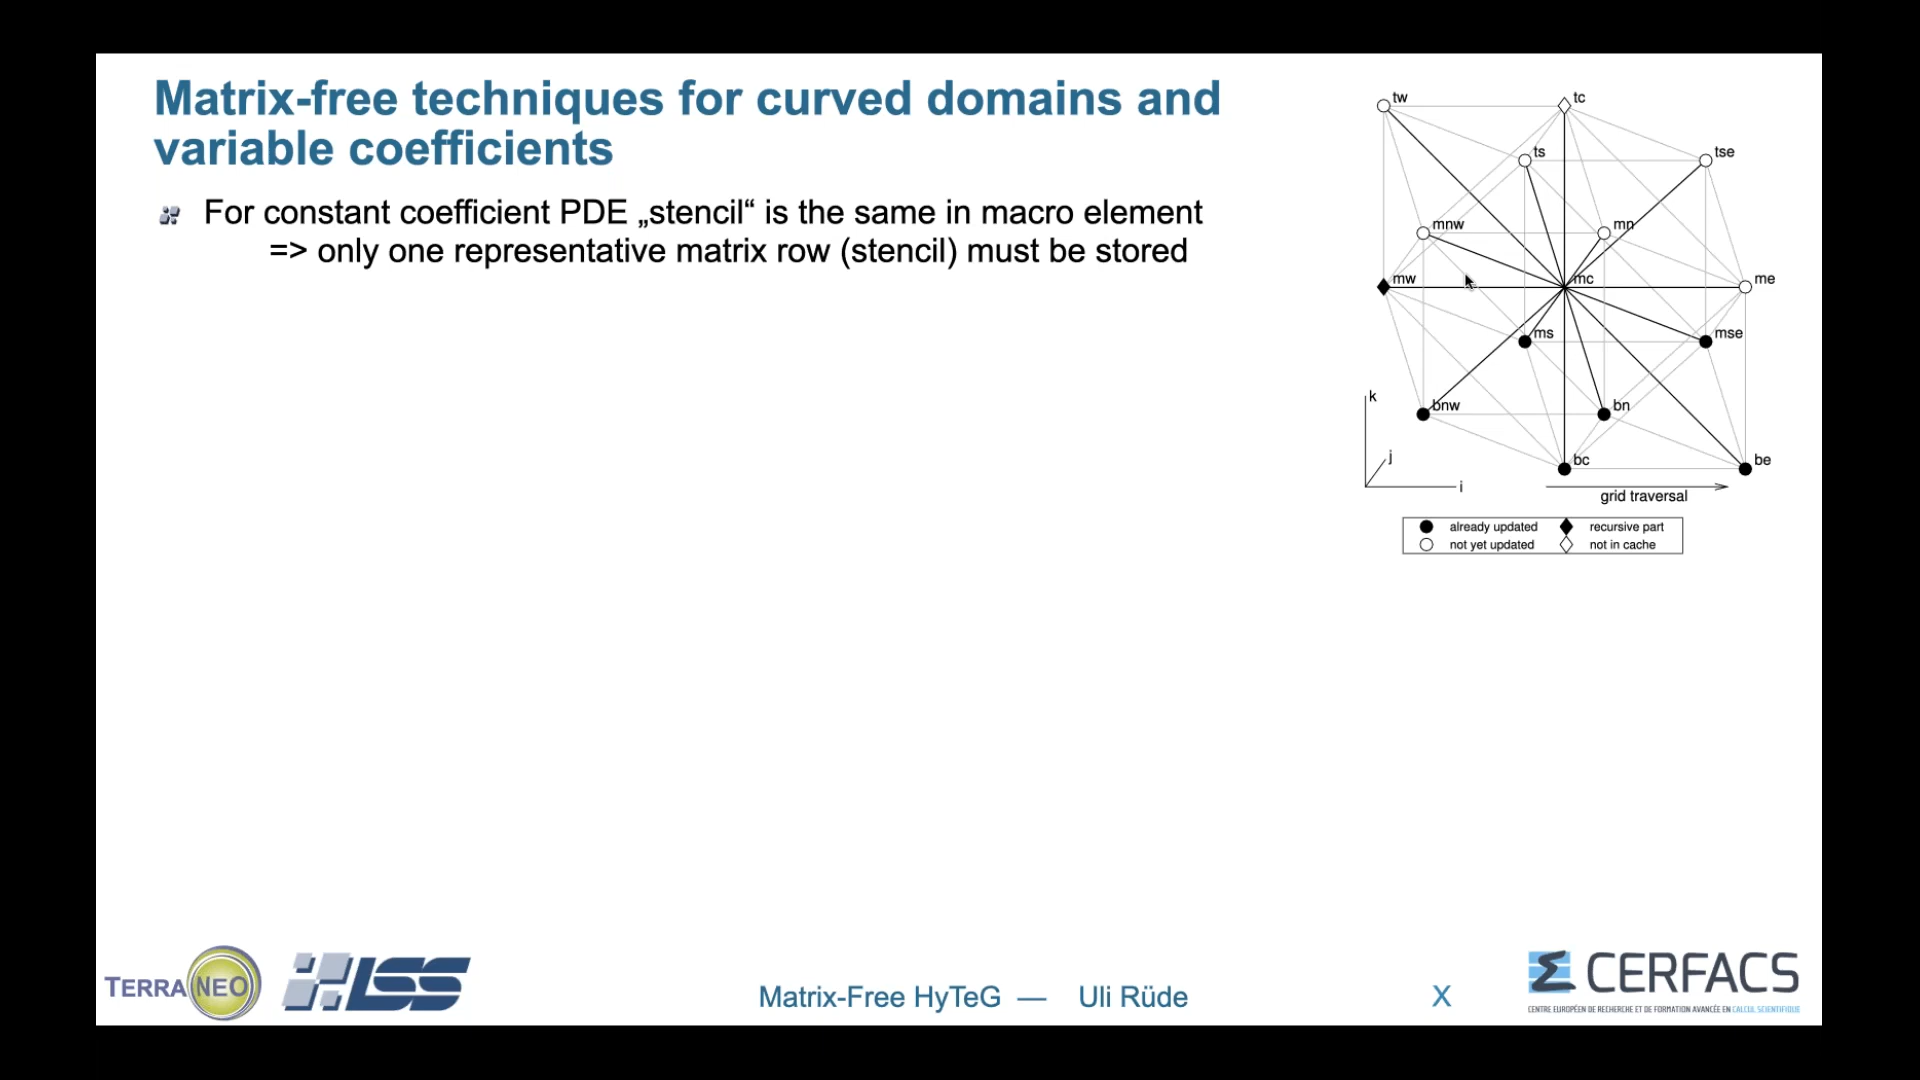 Matrix-free techniques for curved domains and
variable coefficients
For constant coefficient PDE „stencil“ is the same in macro element
=> only one representative matrix row (stencil) must be stored
tw
tc
ts
tse
mnw
mn
mw
mc
me
ms
mse
bnw
bn
bc
be
k
j
i
grid traversal
already updated
recursive part
not yet updated
not in cache
TERRA NEO
LSS
Matrix-Free HyTeG — Uli Rüde
X
CERFACS
CENTRE EUROPÉEN DE RECHERCHE ET DE FORMATION AVANCÉE EN CALCUL SCIENTIFIQUE